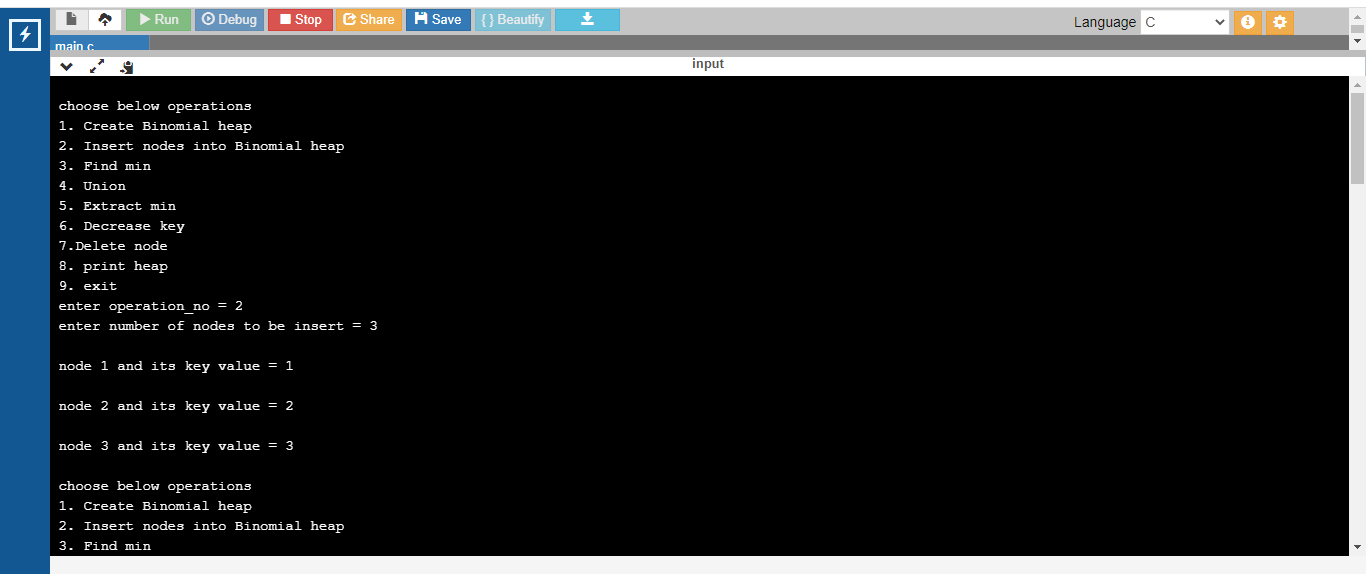 Run Debug Stop Share Save { } Beautify Language C
main.c
input
choose below operations
1. Create Binomial heap
2. Insert nodes into Binomial heap
3. Find min
4. Union
5. Extract min
6. Decrease key
7.Delete node
8. print heap
9. exit
enter operation_no = 2
enter number of nodes to be insert = 3
node 1 and its key value = 1
node 2 and its key value = 2
node 3 and its key value = 3
choose below operations
1. Create Binomial heap
2. Insert nodes into Binomial heap
3. Find min